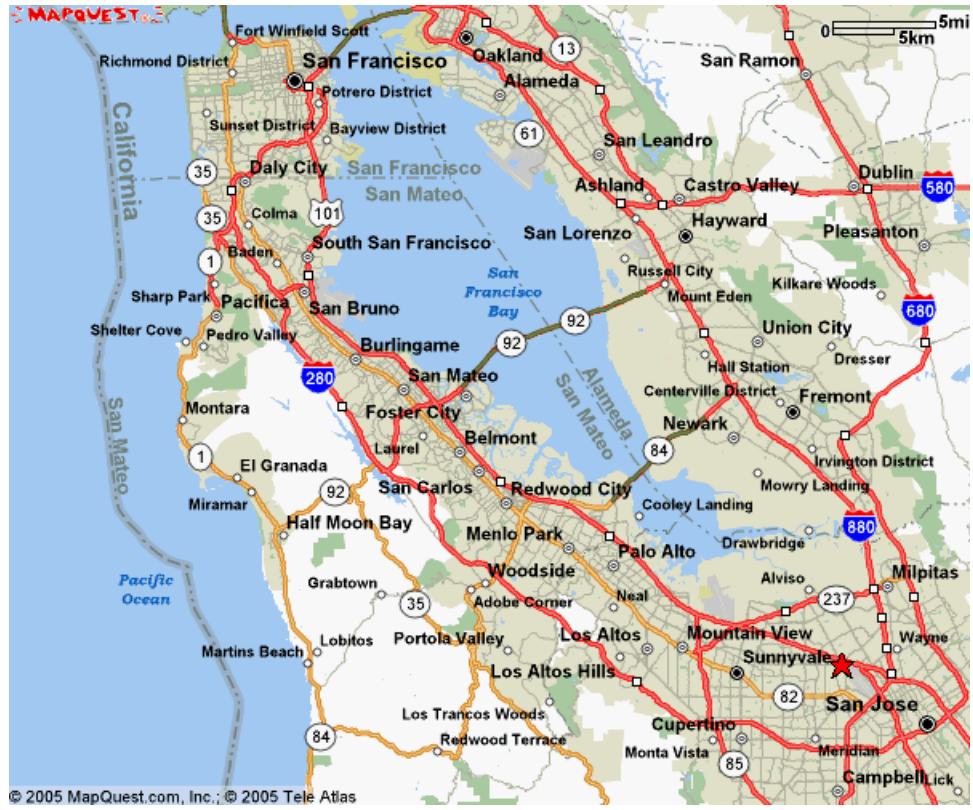 MAPQUEST
Fort Winfield Scott
Oakland
13
0
5mi
5km
San Ramon
Richmond District
San Francisco
Alameda
Potrero District
Sunset District
Bayview District
61
San Leandro
California
35
Daly City
San Francisco
San Mateo
Ashland
Castro Valley
Dublin
580
35
Colma
101
Hayward
Pleasanton
Baden
South San Francisco
San Lorenzo
1
San
Francisco
Bay
Russell City
Kilkare Woods
Sharp Park
Pacifica
San Bruno
Mount Eden
680
Shelter Cove
Pedro Valley
92
92
Union City
Burlingame
Hall Station
Dresser
280
San Mateo
Alameda
San Mateo
Centerville District
Fremont
San Mateo
Montara
Foster City
Newark
Laurel
Belmont
84
Irvington District
1
El Granada
92
San Carlos
Redwood City
Mowry Landing
Miramar
Cooley Landing
Half Moon Bay
Menlo Park
Drawbridge
880
Palo Alto
Pacific
Ocean
Grabtown
Woodside
Alviso
Milpitas
35
Adobe Corner
Neal
237
Lobitos
Portola Valley
Los Altos
Mountain View
Wayne
Martins Beach
Los Altos Hills
Sunnyvale
82
San Jose
Los Trancos Woods
Cupertino
84
Redwood Terrace
Monta Vista
Meridian
85
Campbell
Lick
© 2005 MapQuest.com, Inc.; © 2005 Tele Atlas